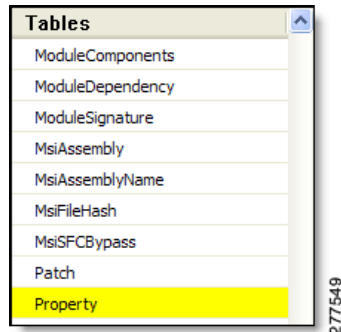 Tables
ModuleComponents
ModuleDependency
ModuleSignature
MsiAssembly
MsiAssemblyName
MsiFileHash
MsiSFCBypass
Patch
Property
277549